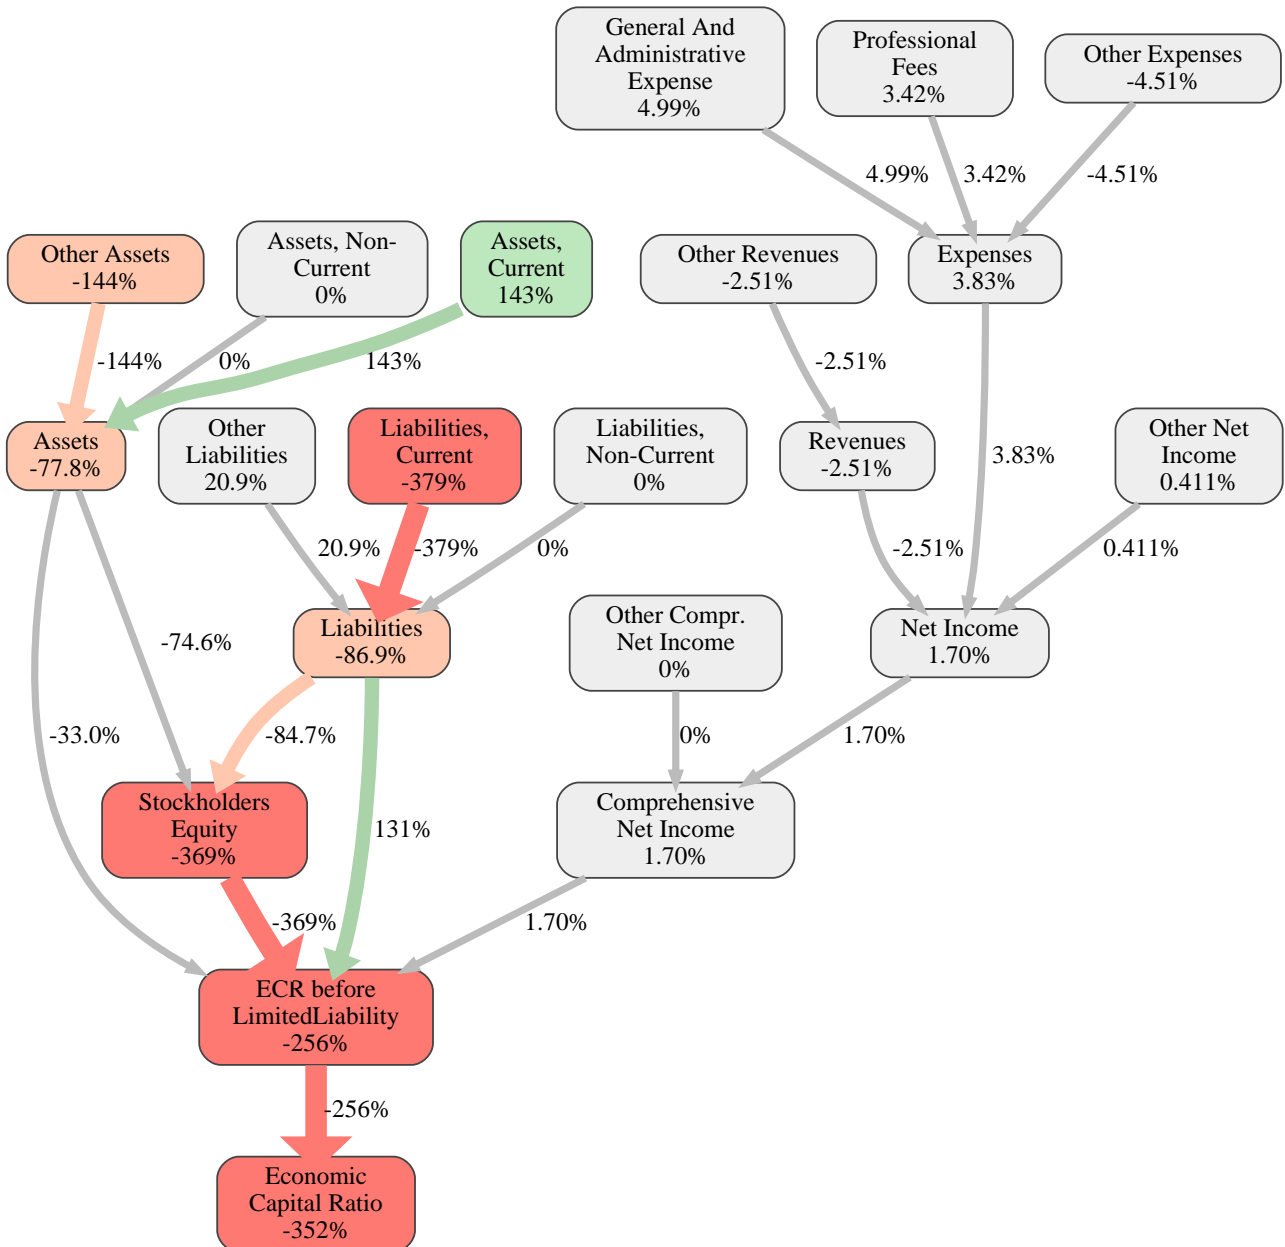 General And
Administrative
Expense
4.99%
Professional
Fees
3.42%
Other Expenses
-4.51%
4.99%
3.42%
-4.51%
Other Assets
-144%
Assets, Non-
Current
0%
Assets,
Current
143%
Other Revenues
-2.51%
Expenses
3.83%
-144%
0%
143%
-2.51%
Assets
-77.8%
Other
Liabilities
20.9%
Liabilities,
Current
-379%
Liabilities,
Non-Current
0%
Revenues
-2.51%
3.83%
Other Net
Income
0.411%
20.9%
-379%
0%
-2.51%
0.411%
-74.6%
Liabilities
-86.9%
Other Compr.
Net Income
0%
Net Income
1.70%
-33.0%
-84.7%
0%
1.70%
Stockholders
Equity
-369%
131%
Comprehensive
Net Income
1.70%
-369%
1.70%
ECR before
LimitedLiability
-256%
-256%
Economic
Capital Ratio
-352%